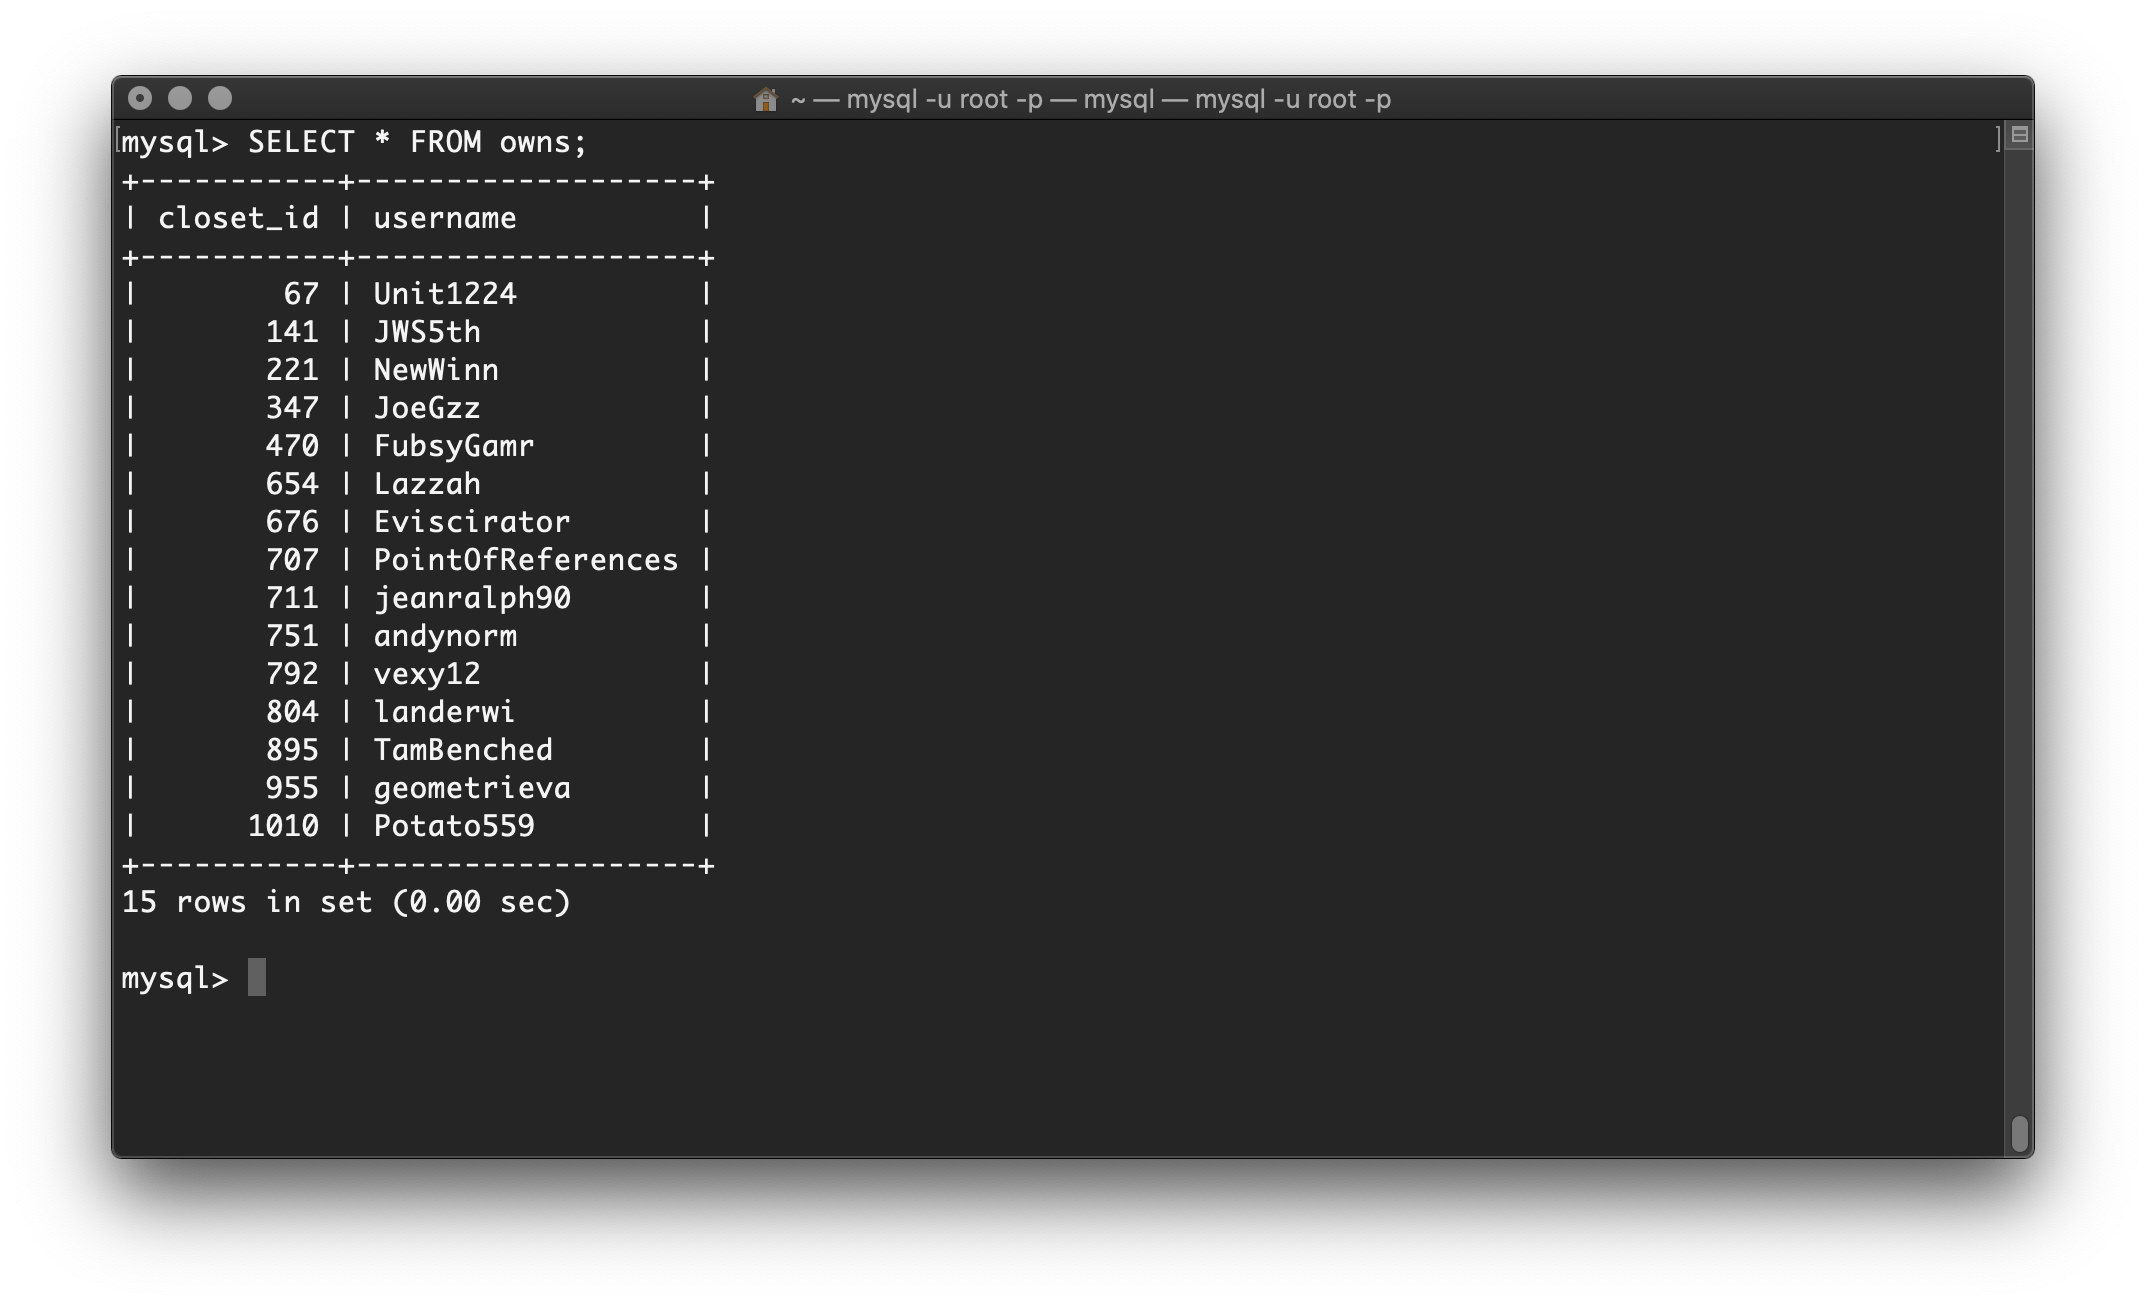 ~ — mysql -u root -p — mysql — mysql -u root -p
[mysql> SELECT * FROM owns; ]
+-----------+------------------+
| closet_id | username         |
+-----------+------------------+
|        67 | Unit1224         |
|       141 | JWS5th           |
|       221 | NewWinn          |
|       347 | JoeGzz           |
|       470 | FubsyGamr        |
|       654 | Lazzah           |
|       676 | Eviscirator      |
|       707 | PointOfReferences |
|       711 | jeanralph90      |
|       751 | andynorm         |
|       792 | vexy12           |
|       804 | landerwi         |
|       895 | TamBenched       |
|       955 | geometrieva      |
|      1010 | Potato559        |
+-----------+------------------+
15 rows in set (0.00 sec)
mysql>